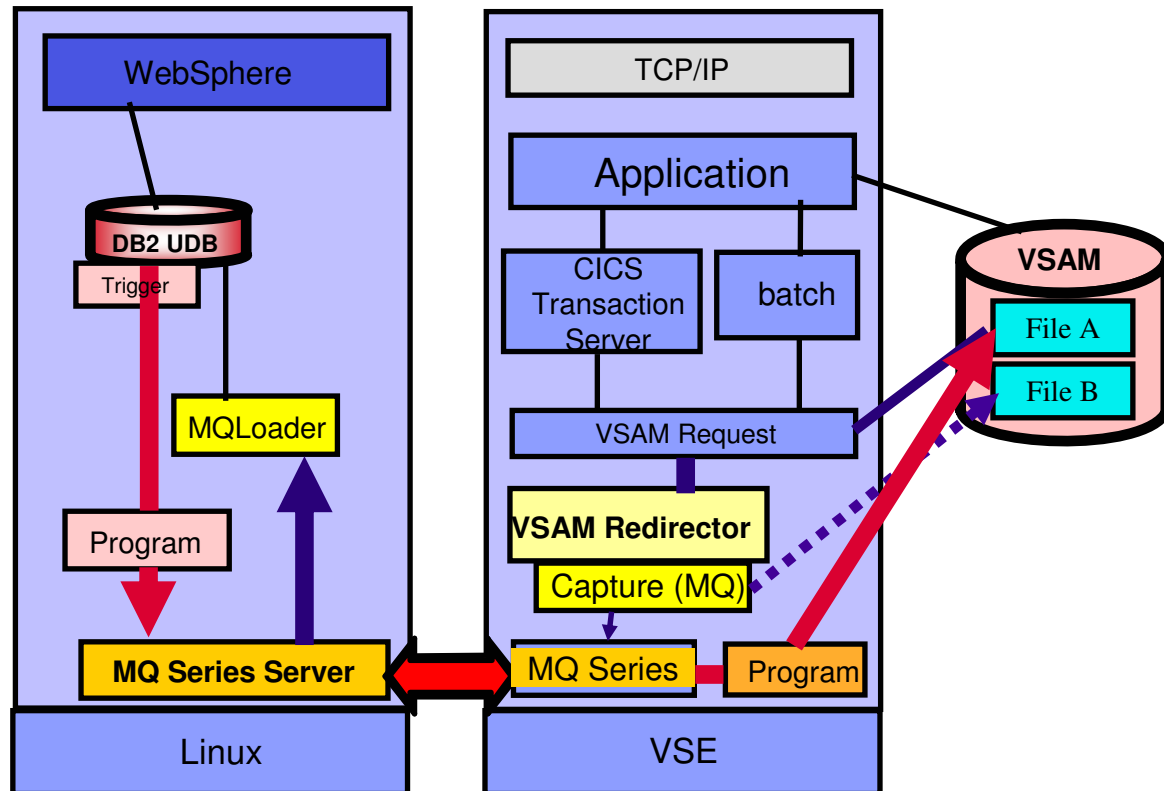 WebSphere
DB2 UDB
Trigger
MQLoader
Program
MQ Series Server
Linux
TCP/IP
Application
CICS
Transaction
Server
batch
VSAM Request
VSAM Redirector
Capture (MQ)
MQ Series
Program
VSE
VSAM
File A
File B